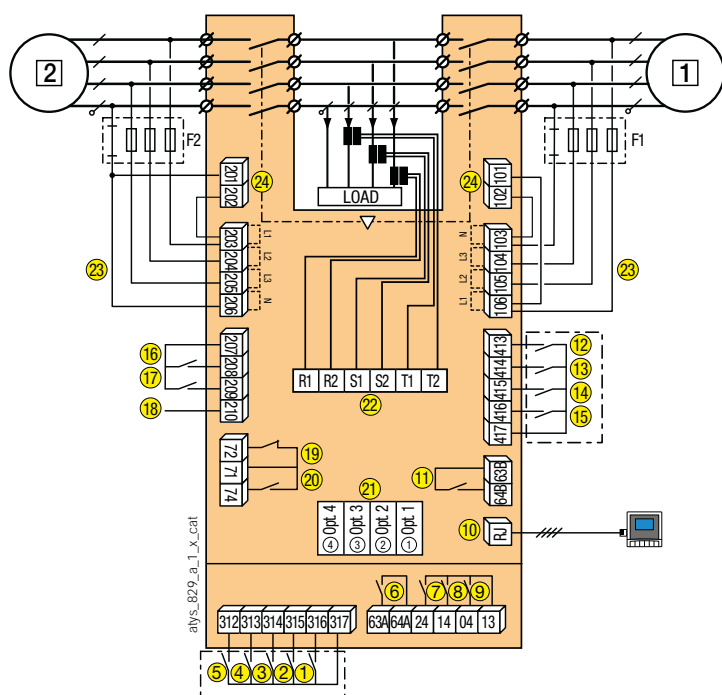 2
1
F2
F1
201
202
24
24
101
102
LOAD
203
204
205
206
L1
L2
L3
N
N
L3
L2
L1
103
104
105
106
23
23
16
17
18
207
208
209
210
413
414
415
416
417
12
13
14
15
R1 R2 S1 S2 T1 T2
22
72
71
74
19
20
11
63B
64B
21
Opt. 4 Opt. 3 Opt. 2 Opt. 1
4 3 2 1
10
RJ
atys_829_a_1_x_cat
6 7 8 9
312 313 314 315 316 317
63A 64A 24 14 04 13
5 4 3 2 1